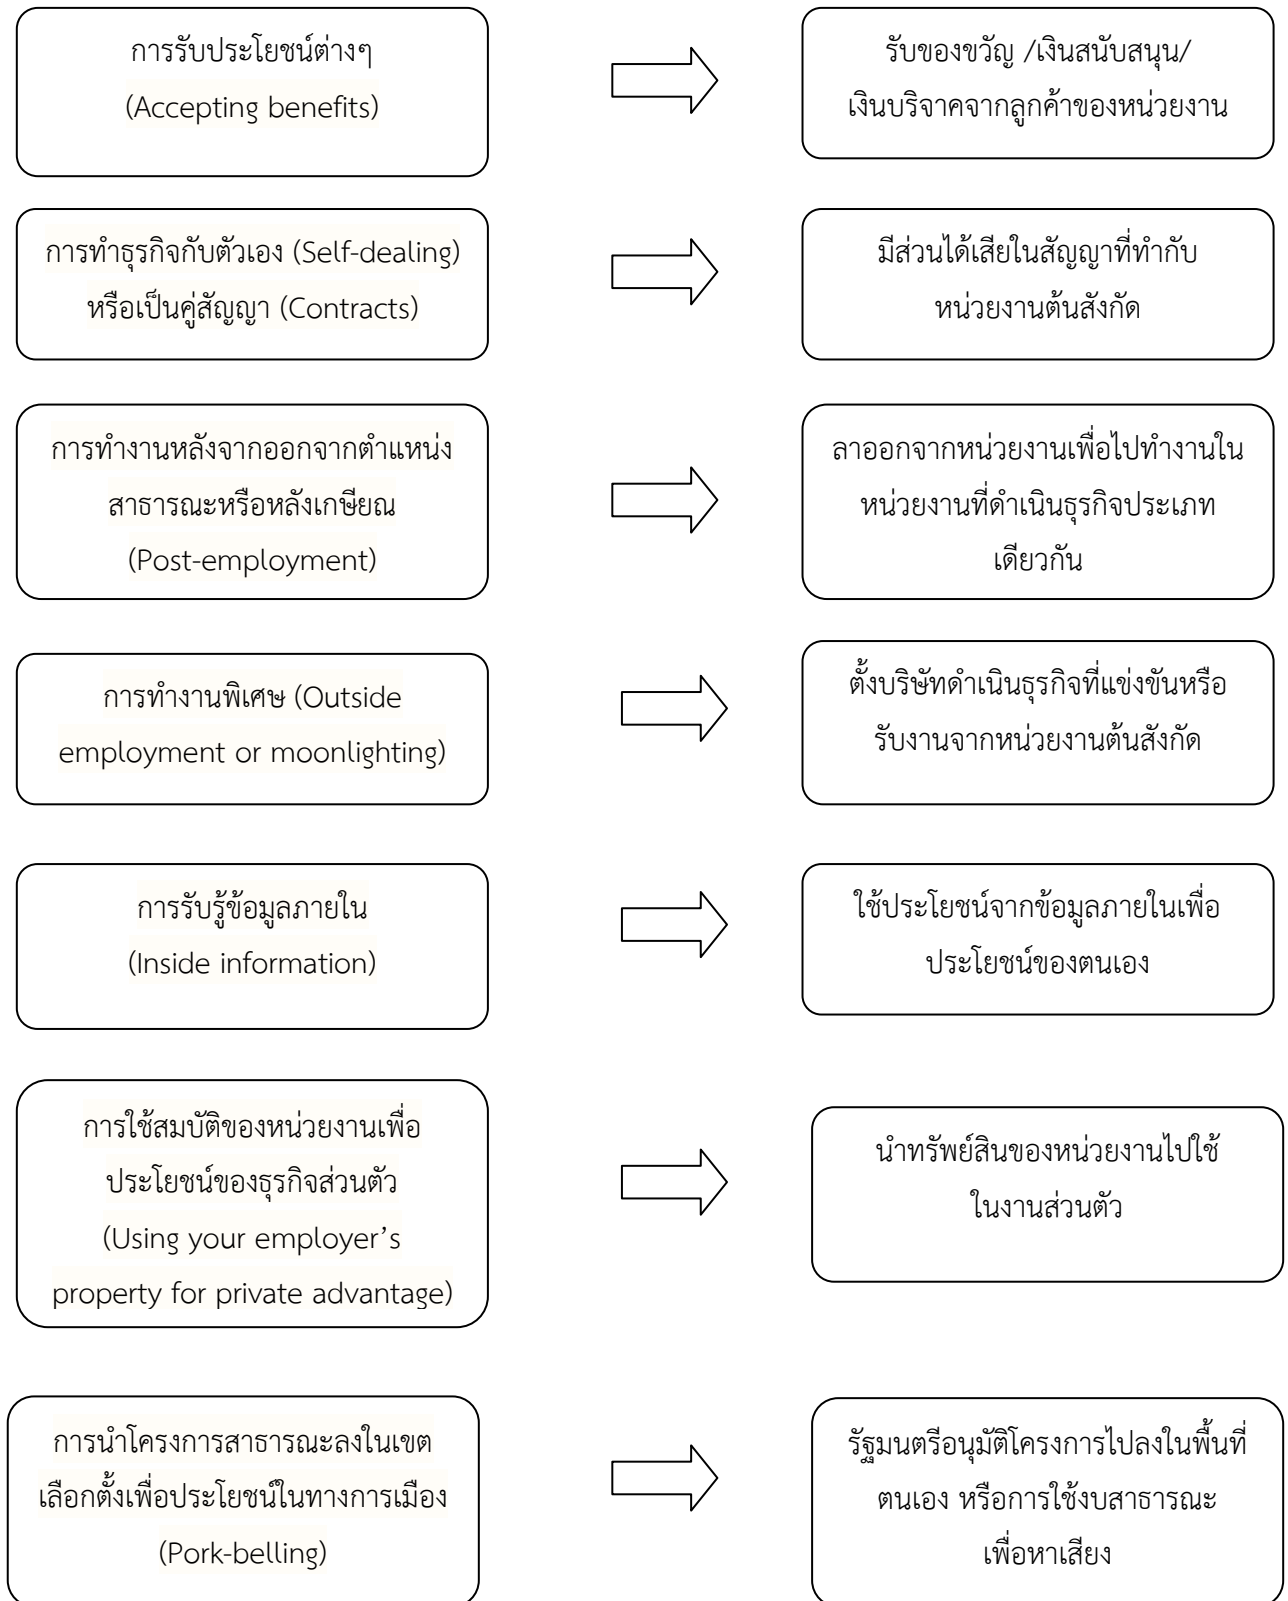 การรับประโยชน์ต่างๆ
(Accepting benefits)
รับของขวัญ /เงินสนับสนุน/
เงินบริจาคจากลูกค้าของหน่วยงาน
การทำธุรกิจกับตัวเอง (Self-dealing)
หรือเป็นคู่สัญญา (Contracts)
มีส่วนได้เสียในสัญญาที่ทำกับ
หน่วยงานต้นสังกัด
การทำงานหลังจากออกจากตำแหน่ง
สาธารณะหรือหลังเกษียณ
(Post-employment)
ลาออกจากหน่วยงานเพื่อไปทำงานใน
หน่วยงานที่ดำเนินธุรกิจประเภท
เดียวกัน
การทำงานพิเศษ (Outside
employment or moonlighting)
ตั้งบริษัทดำเนินธุรกิจที่แข่งขันหรือ
รับงานจากหน่วยงานต้นสังกัด
การรับรู้ข้อมูลภายใน
(Inside information)
ใช้ประโยชน์จากข้อมูลภายในเพื่อ
ประโยชน์ของตนเอง
การใช้สมบัติของหน่วยงานเพื่อ
ประโยชน์ของธุรกิจส่วนตัว
(Using your employer’s
property for private advantage)
นำทรัพย์สินของหน่วยงานไปใช้
ในงานส่วนตัว
การนำโครงการสาธารณะลงในเขต
เลือกตั้งเพื่อประโยชน์ในทางการเมือง
(Pork-belling)
รัฐมนตรีอนุมัติโครงการไปลงในพื้นที่
ตนเอง หรือการใช้งบสาธารณะ
เพื่อหาเสียง